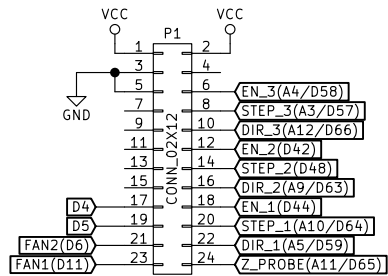 VCC VCC
P1
1 2
3 4
5 6 EN_3(A4/D58)
GND 7 8 STEP_3(A3/D57)
9 10 DIR_3(A12/D66)
11 12 EN_2(D42)
13 14 STEP_2(D48)
15 16 DIR_2(A9/D63)
D4 17 18 EN_1(D44)
D5 19 20 STEP_1(A10/D64)
FAN2(D6) 21 22 DIR_1(A5/D59)
FAN1(D11) 23 24 Z_PROBE(A11/D65)
CONN_02X12